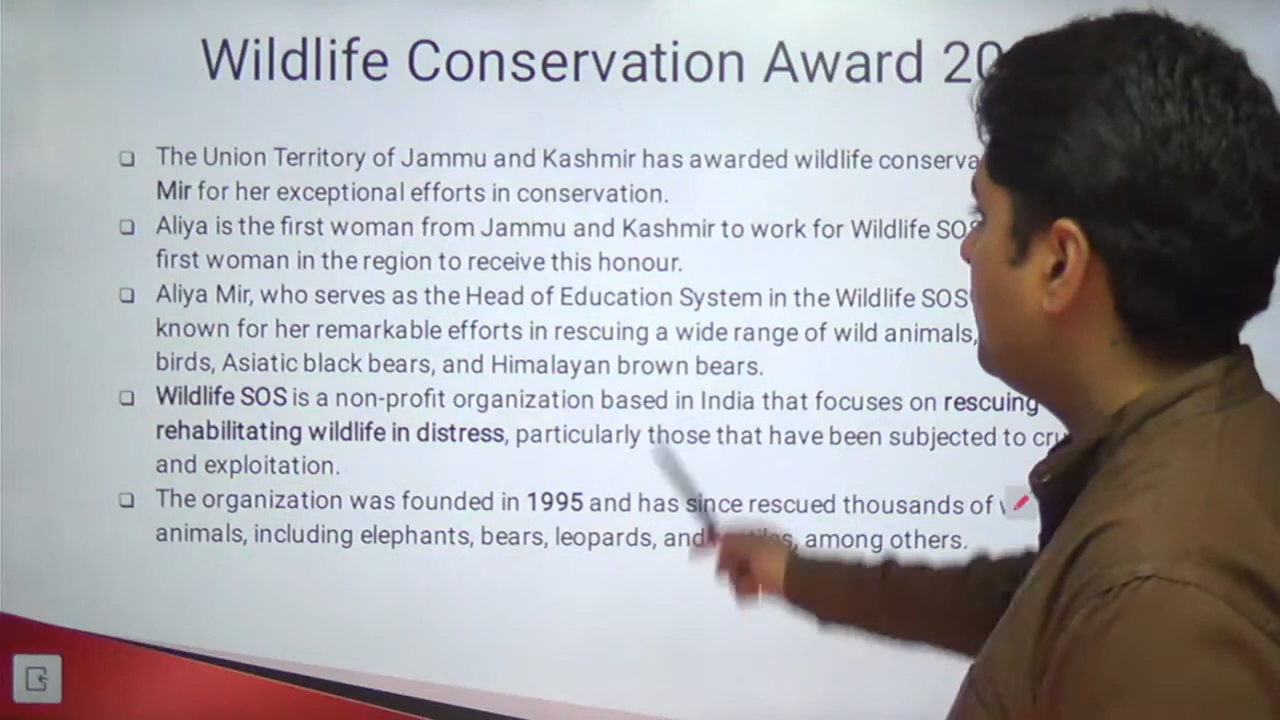 Wildlife Conservation Award
The Union Territory of Jammu and Kashmir has awarded wildlife
Mir for her exceptional efforts in conservation.
Aliya is the first woman from Jammu and Kashmir to work for Wildlife SOS
first woman in the region to receive this honour.
Aliya Mir, who serves as the Head of Education System in the Wildlife SOS
known for her remarkable efforts in rescuing a wide range of wild animals,
birds, Asiatic black bears, and Himalayan brown bears.
Wildlife SOS is a non-profit organization based in India that focuses on rescuing
rehabilitating wildlife in distress, particularly those that have been subjected to
and exploitation.
The organization was founded in 1995 and has since rescued thousands of
animals, including elephants, bears, leopards, and among others.